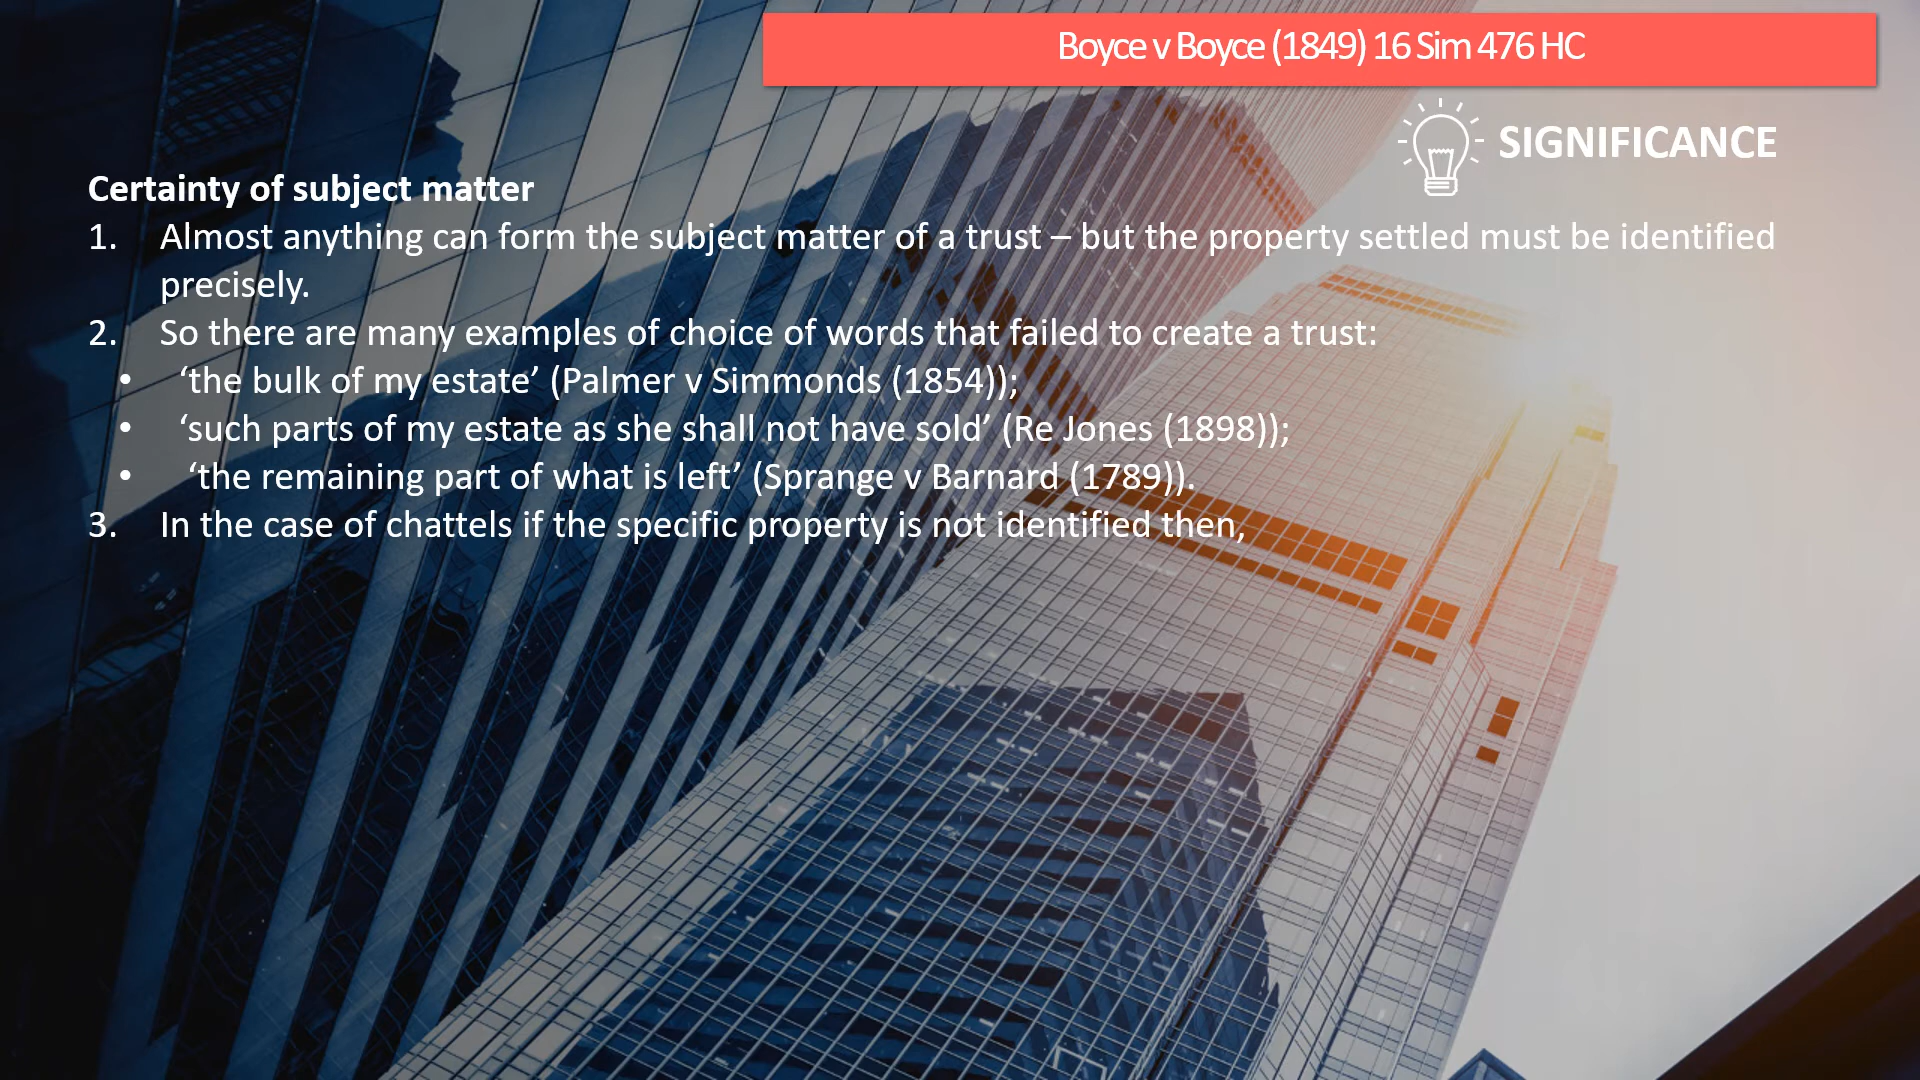 Boyce v Boyce (1849) 16 Sim 476 HC
SIGNIFICANCE
Certainty of subject matter
1. Almost anything can form the subject matter of a trust – but the property settled must be identified
precisely.
2. So there are many examples of choice of words that failed to create a trust:
• ‘the bulk of my estate’ (Palmer v Simmonds (1854));
• ‘such parts of my estate as she shall not have sold’ (Re Jones (1898));
• ‘the remaining part of what is left’ (Sprange v Barnard (1789)).
3. In the case of chattels if the specific property is not identified then,